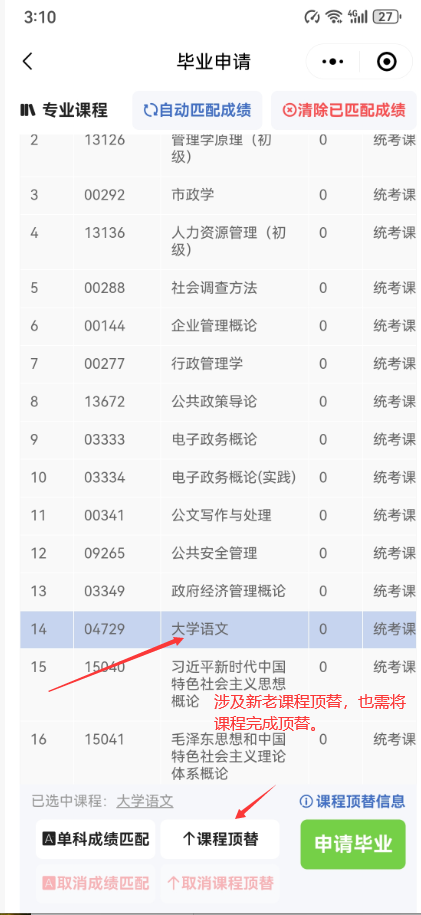 3:10
27
毕业申请
专业课程 自动匹配成绩 清除已匹配成绩
2 13126 管理学原理（初 0 统考课
级）
3 00292 市政学 0 统考课
4 13136 人力资源管理（初 0 统考课
级）
5 00288 社会调查方法 0 统考课
6 00144 企业管理概论 0 统考课
7 00277 行政管理学 0 统考课
8 13672 公共政策导论 0 统考课
9 03333 电子政务概论 0 统考课
10 03334 电子政务概论(实践) 0 统考课
11 00341 公文写作与处理 0 统考课
12 09265 公共安全管理 0 统考课
13 03349 政府经济管理概论 0 统考课
14 04729 大学语文 0 统考课
15 15040 习近平新时代中国 0 统考课
特色社会主义思想
概论
涉及新老课程顶替，也需将
课程完成顶替。
16 15041 毛泽东思想和中国 0 统考课
特色社会主义理论
体系概论
已选中课程：大学语文 课程顶替信息
A单科成绩匹配 课程顶替 申请毕业
A取消成绩匹配 取消课程顶替